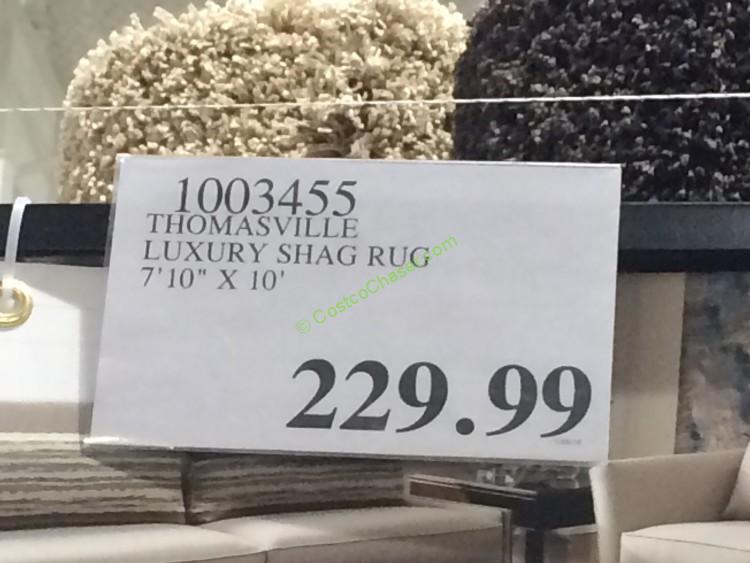 1003455
THOMASVILLE
LUXURY SHAG RUG
7'10" X 10'
© CostcoChaser.com
229.99